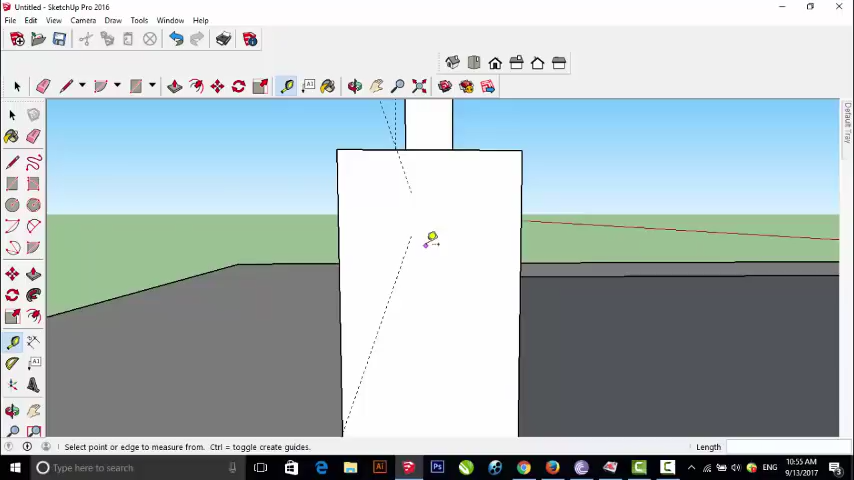 Untitled - SketchUp Pro 2016
File Edit View Camera Draw Tools Window Help
Default Tray
Select point or edge to measure from. Ctrl = toggle create guides. Length
Type here to search
ENG
10:55 AM
9/13/2017